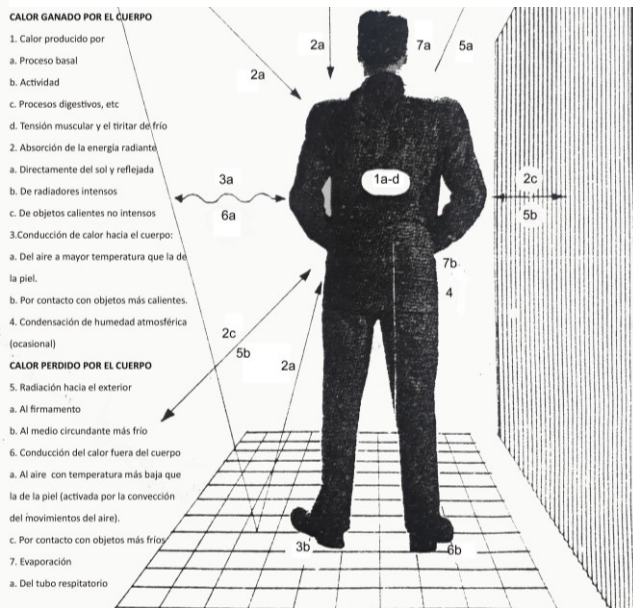 CALOR GANADO POR EL CUERPO
1. Calor producido por
a. Proceso basal
b. Actividad
c. Procesos digestivos, etc
d. Tensión muscular y el tiritar de frío
2. Absorción de la energía radiante
a. Directamente del sol y reflejada
b. De radiadores intensos
c. De objetos calientes no intensos
3.Conducción de calor hacia el cuerpo:
a. Del aire a mayor temperatura que la de
la piel.
b. Por contacto con objetos más calientes.
4. Condensación de humedad atmosférica
(ocasional)
CALOR PERDIDO POR EL CUERPO
5. Radiación hacia el exterior
a. Al firmamento
b. Al medio circundante más frío
6. Conducción del calor fuera del cuerpo
a. Al aire con temperatura más baja que
la de la piel (activada por la convección
del movimientos del aire).
c. Por contacto con objetos más fríos
7. Evaporación
a. Del tubo respitatorio
2a
7a
5a
2a
1a-d
3a
6a
2c
5b
7b
4
2c
5b
2a
3b
6b